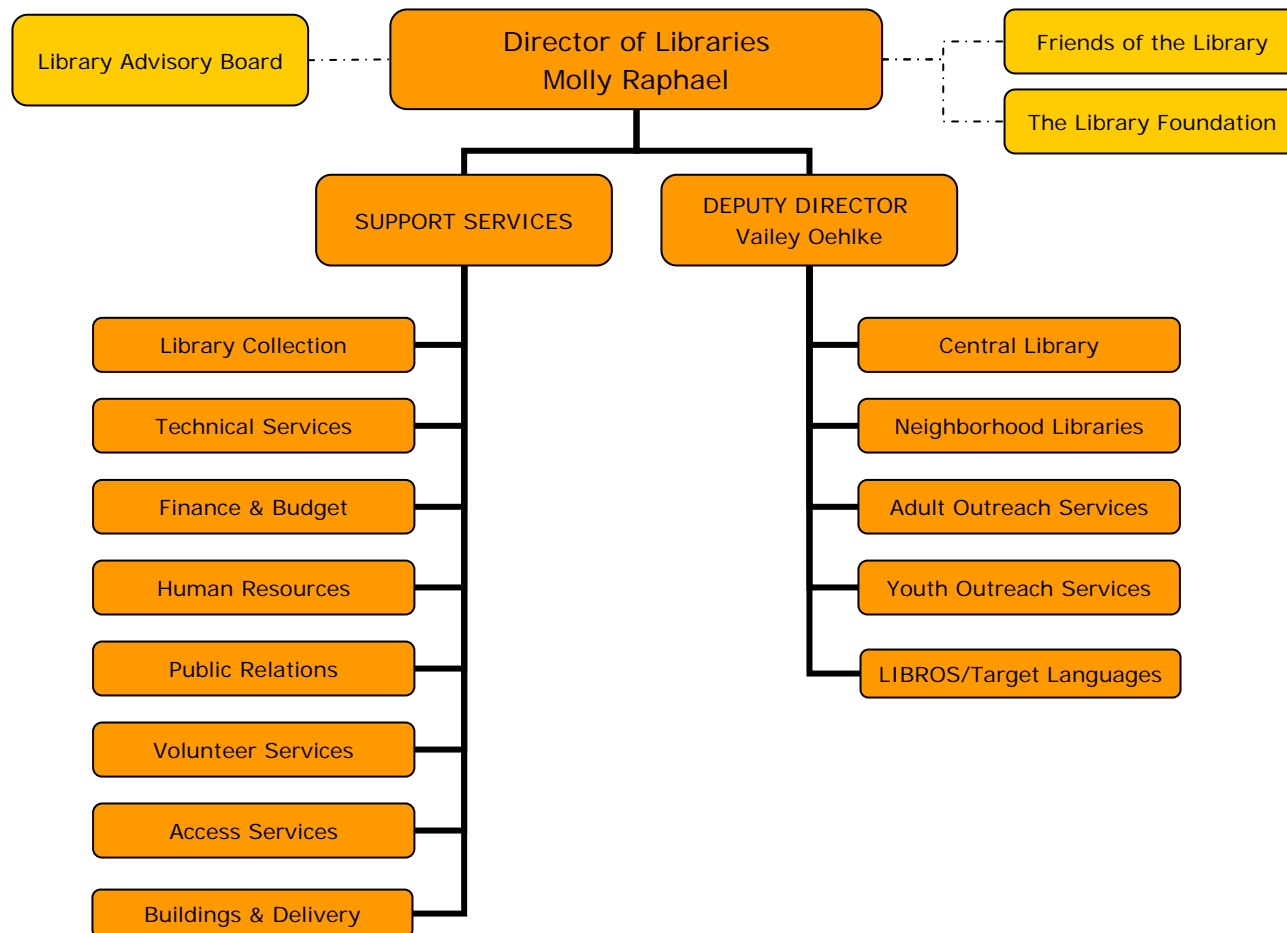 Library Advisory Board
Director of Libraries
Molly Raphael
Friends of the Library
The Library Foundation
SUPPORT SERVICES
DEPUTY DIRECTOR
Vailey Oehlke
Library Collection
Technical Services
Finance & Budget
Human Resources
Public Relations
Volunteer Services
Access Services
Buildings & Delivery
Central Library
Neighborhood Libraries
Adult Outreach Services
Youth Outreach Services
LIBROS/Target Languages